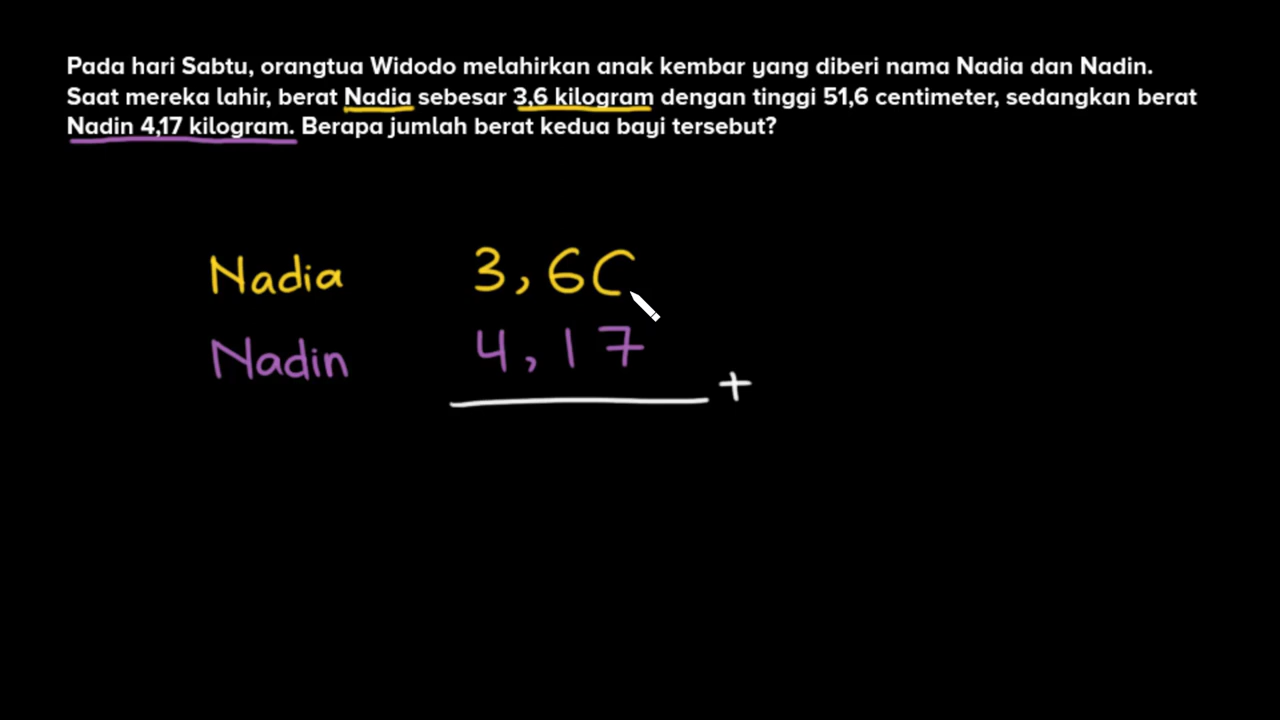 Pada hari Sabtu, orangtua Widodo melahirkan anak kembar yang diberi nama Nadia dan Nadin.
Saat mereka lahir, berat Nadia sebesar 3,6 kilogram dengan tinggi 51,6 centimeter, sedangkan berat
Nadin 4,17 kilogram. Berapa jumlah berat kedua bayi tersebut?
Nadia 3,6C
Nadin 4,17
+